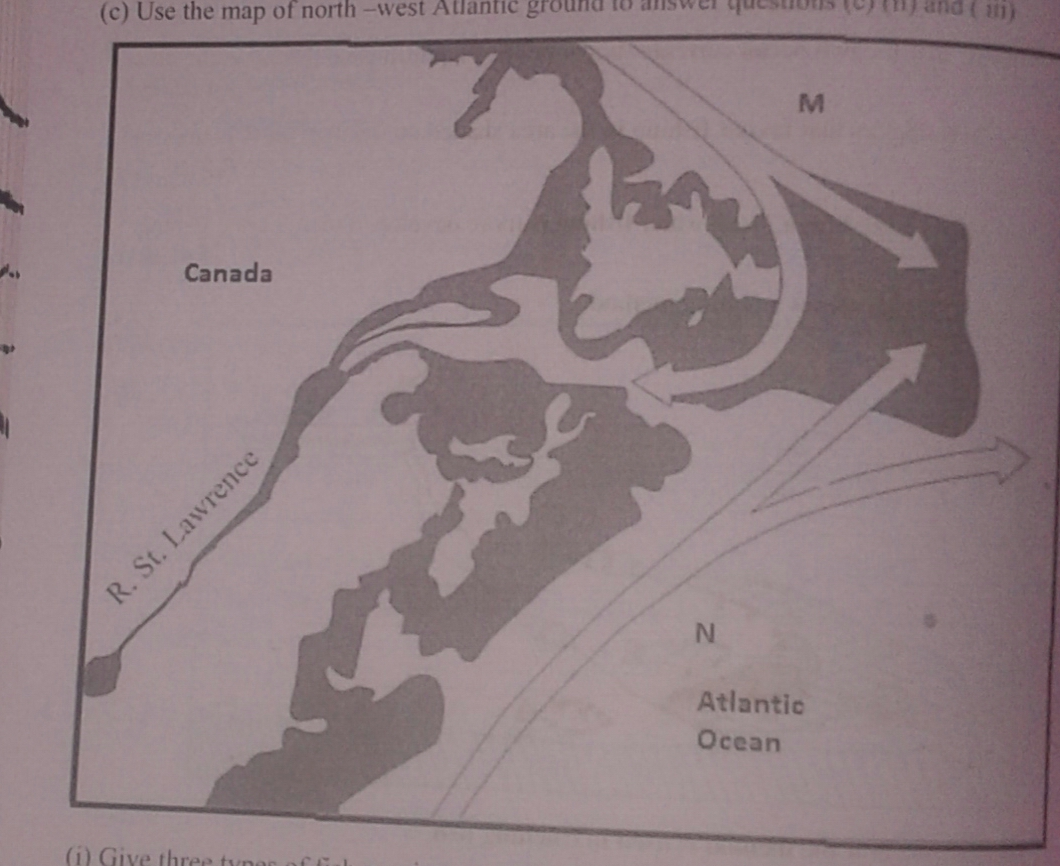 (c) Use the map of north –west Atlantic ground to answer questions (c) (ii) and ( iii)
M
Canada
R. St. Lawrence
N
Atlantic
Ocean
(i) Give three types of